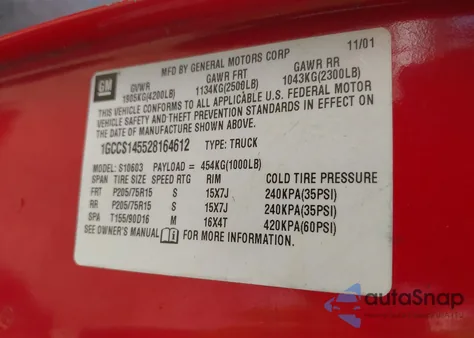 MFD BY GENERAL MOTORS CORP 11/01
GM GVWR GAWR FRT GAWR RR
1905KG(4200LB) 1134KG(2500LB) 1043KG(2300LB)
THIS VEHICLE CONFORMS TO ALL APPLICABLE U.S. FEDERAL MOTOR
VEHICLE SAFETY AND THEFT PREVENTION STANDARDS IN EFFECT ON
THE DATE OF MANUFACTURE SHOWN ABOVE.
1GCCS145528164612 TYPE: TRUCK
MODEL: S10603 PAYLOAD = 454KG(1000LB)
SPAN TIRE SIZE SPEED RTG RIM COLD TIRE PRESSURE
FRT P205/75R15 S 15X7J 240KPA(35PSI)
RR P205/75R15 S 15X7J 240KPA(35PSI)
SPA T155/90D16 M 16X4T 420KPA(60PSI)
SEE OWNER'S MANUAL FOR MORE INFORMATION.
autoSnap